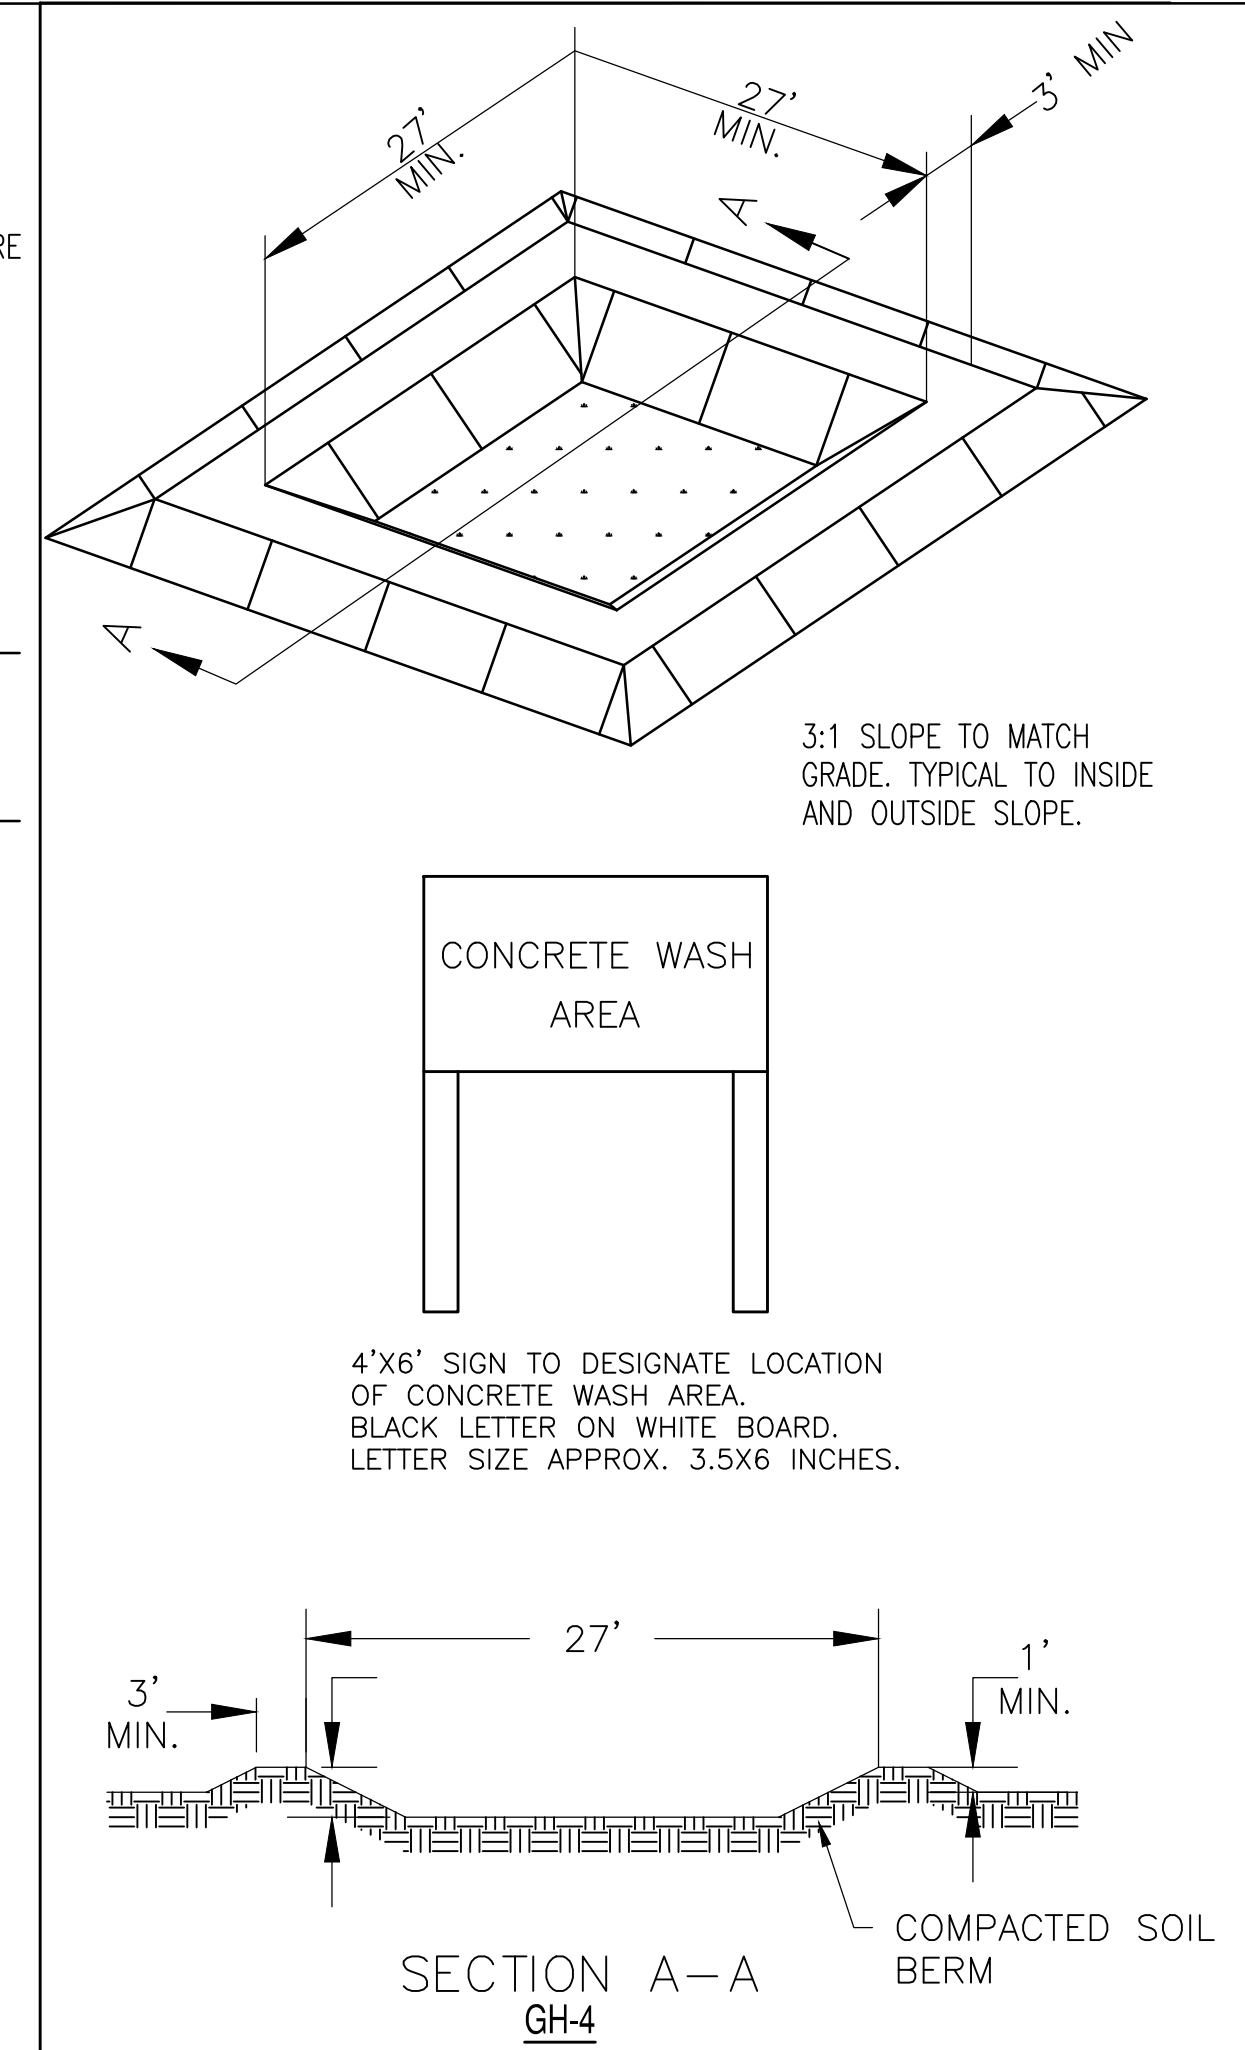 27'
MIN.
27'
MIN.
3' MIN
A
RE
A
3:1 SLOPE TO MATCH
GRADE. TYPICAL TO INSIDE
AND OUTSIDE SLOPE.
CONCRETE WASH
AREA
4'X6' SIGN TO DESIGNATE LOCATION
OF CONCRETE WASH AREA.
BLACK LETTER ON WHITE BOARD.
LETTER SIZE APPROX. 3.5X6 INCHES.
27'
3'
MIN.
1'
MIN.
COMPACTED SOIL
BERM
SECTION A-A
GH-4